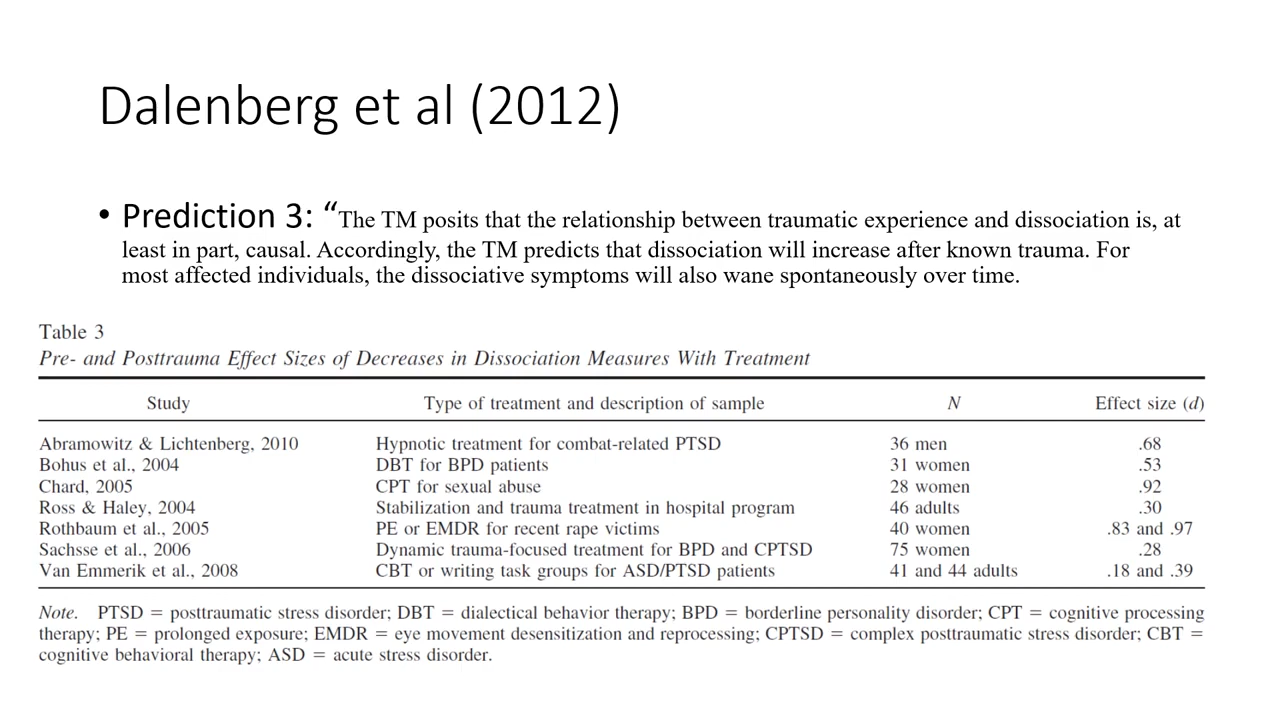 Dalenberg et al (2012)
• Prediction 3: “The TM posits that the relationship between traumatic experience and dissociation is, at
least in part, causal. Accordingly, the TM predicts that dissociation will increase after known trauma. For
most affected individuals, the dissociative symptoms will also wane spontaneously over time.
Table 3
Pre- and Posttrauma Effect Sizes of Decreases in Dissociation Measures With Treatment
Study Type of treatment and description of sample N Effect size (d)
Abramowitz & Lichtenberg, 2010 Hypnotic treatment for combat-related PTSD 36 men .68
Bohus et al., 2004 DBT for BPD patients 31 women .53
Chard, 2005 CPT for sexual abuse 28 women .92
Ross & Haley, 2004 Stabilization and trauma treatment in hospital program 46 adults .30
Rothbaum et al., 2005 PE or EMDR for recent rape victims 40 women .83 and .97
Sachsse et al., 2006 Dynamic trauma-focused treatment for BPD and CPTSD 75 women .28
Van Emmerik et al., 2008 CBT or writing task groups for ASD/PTSD patients 41 and 44 adults .18 and .39
Note. PTSD = posttraumatic stress disorder; DBT = dialectical behavior therapy; BPD = borderline personality disorder; CPT = cognitive processing
therapy; PE = prolonged exposure; EMDR = eye movement desensitization and reprocessing; CPTSD = complex posttraumatic stress disorder; CBT =
cognitive behavioral therapy; ASD = acute stress disorder.